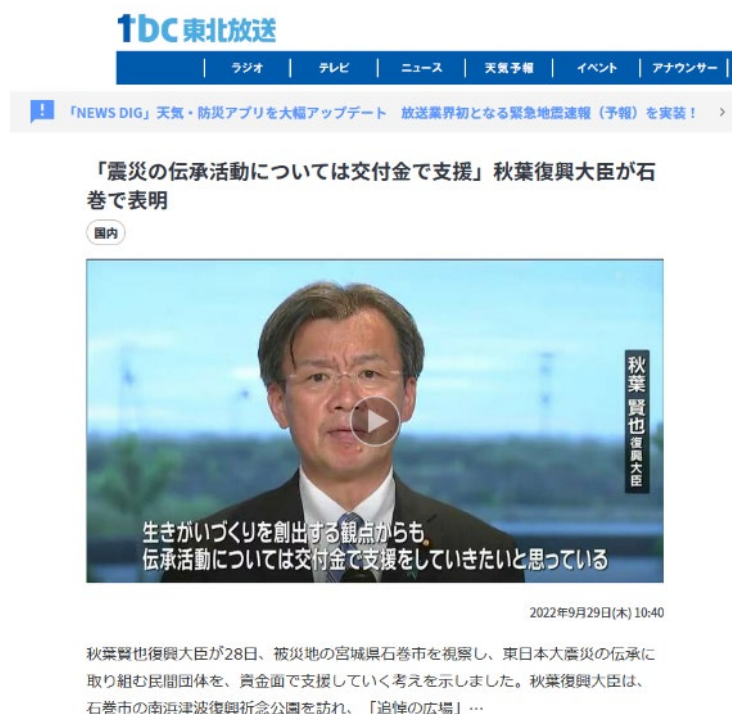 tbc東北放送
ラジオ | テレビ | ニュース | 天気予報 | イベント | アナウンサー |
! 「NEWS DIG」天気・防災アプリを大幅アップデート 放送業界初となる緊急地震速報（予報）を実装！ >
「震災の伝承活動については交付金で支援」秋葉復興大臣が石
巻で表明
国内
秋葉 賢也 復興大臣
生きがいづくりを創出する観点からも
伝承活動については交付金で支援をしていきたいと思っている
2022年9月29日(木) 10:40
秋葉賢也復興大臣が28日、被災地の宮城県石巻市を視察し、東日本大震災の伝承に
取り組む民間団体を、資金面で支援していく考えを示しました。秋葉復興大臣は、
石巻市の南浜津波復興祈念公園を訪れ、「追悼の広場」…